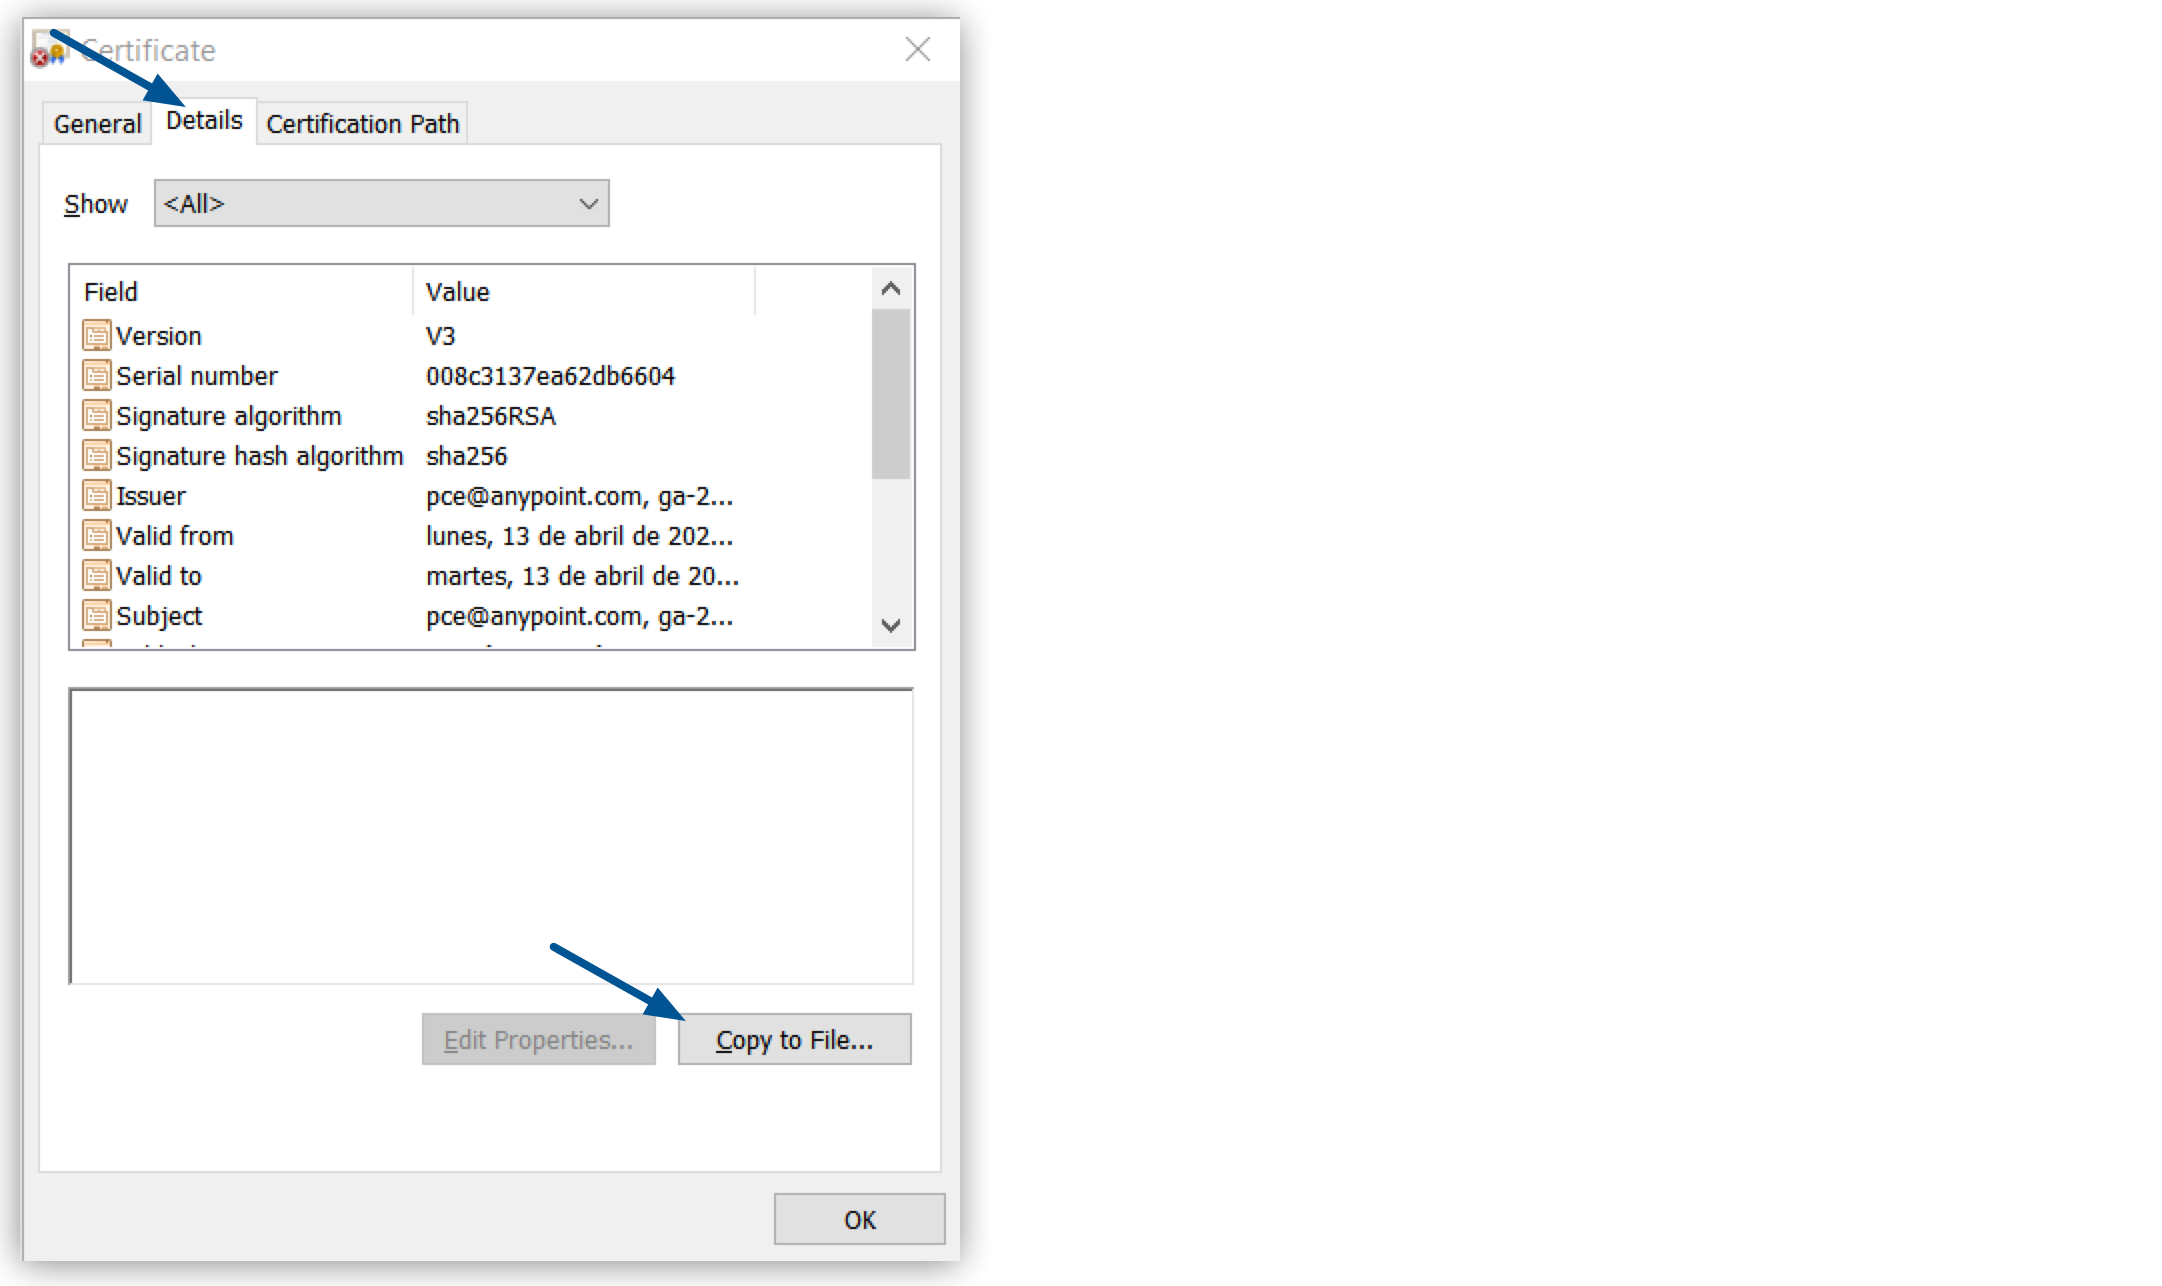 Certificate
General Details Certification Path
Show <All>
Field Value
Version V3
Serial number 008c3137ea62db6604
Signature algorithm sha256RSA
Signature hash algorithm sha256
Issuer pce@anypoint.com, ga-2...
Valid from lunes, 13 de abril de 202...
Valid to martes, 13 de abril de 20...
Subject pce@anypoint.com, ga-2...
Edit Properties... Copy to File...
OK